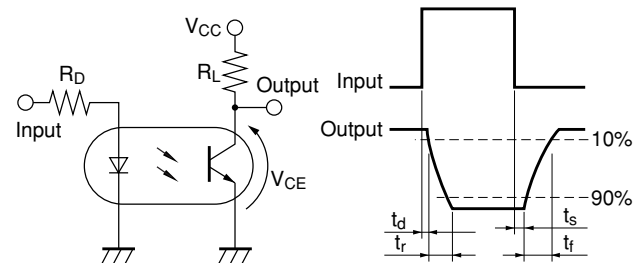 VCC
RL
Output
RD
Input
VCE
Input
Output
10%
90%
td
tr
ts
tf